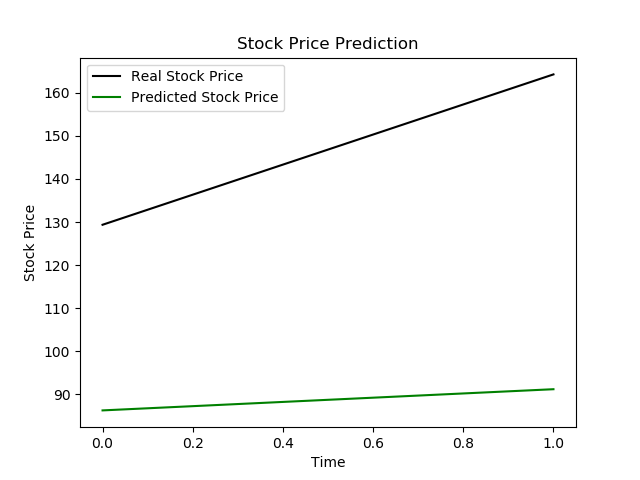 Stock Price Prediction
Real Stock Price
Predicted Stock Price
Stock Price
160
150
140
130
120
110
100
90
0.0 0.2 0.4 0.6 0.8 1.0
Time